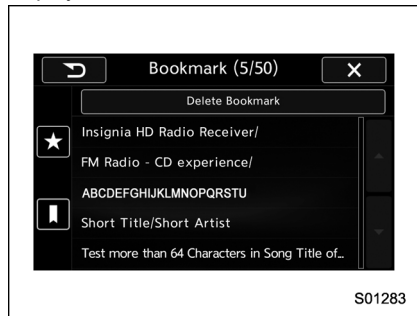 Bookmark (5/50)
Delete Bookmark
Insignia HD Radio Receiver/
FM Radio - CD experience/
ABCDEFGHIJKLMNOPQRSTU
Short Title/Short Artist
Test more than 64 Characters in Song Title of...
S01283